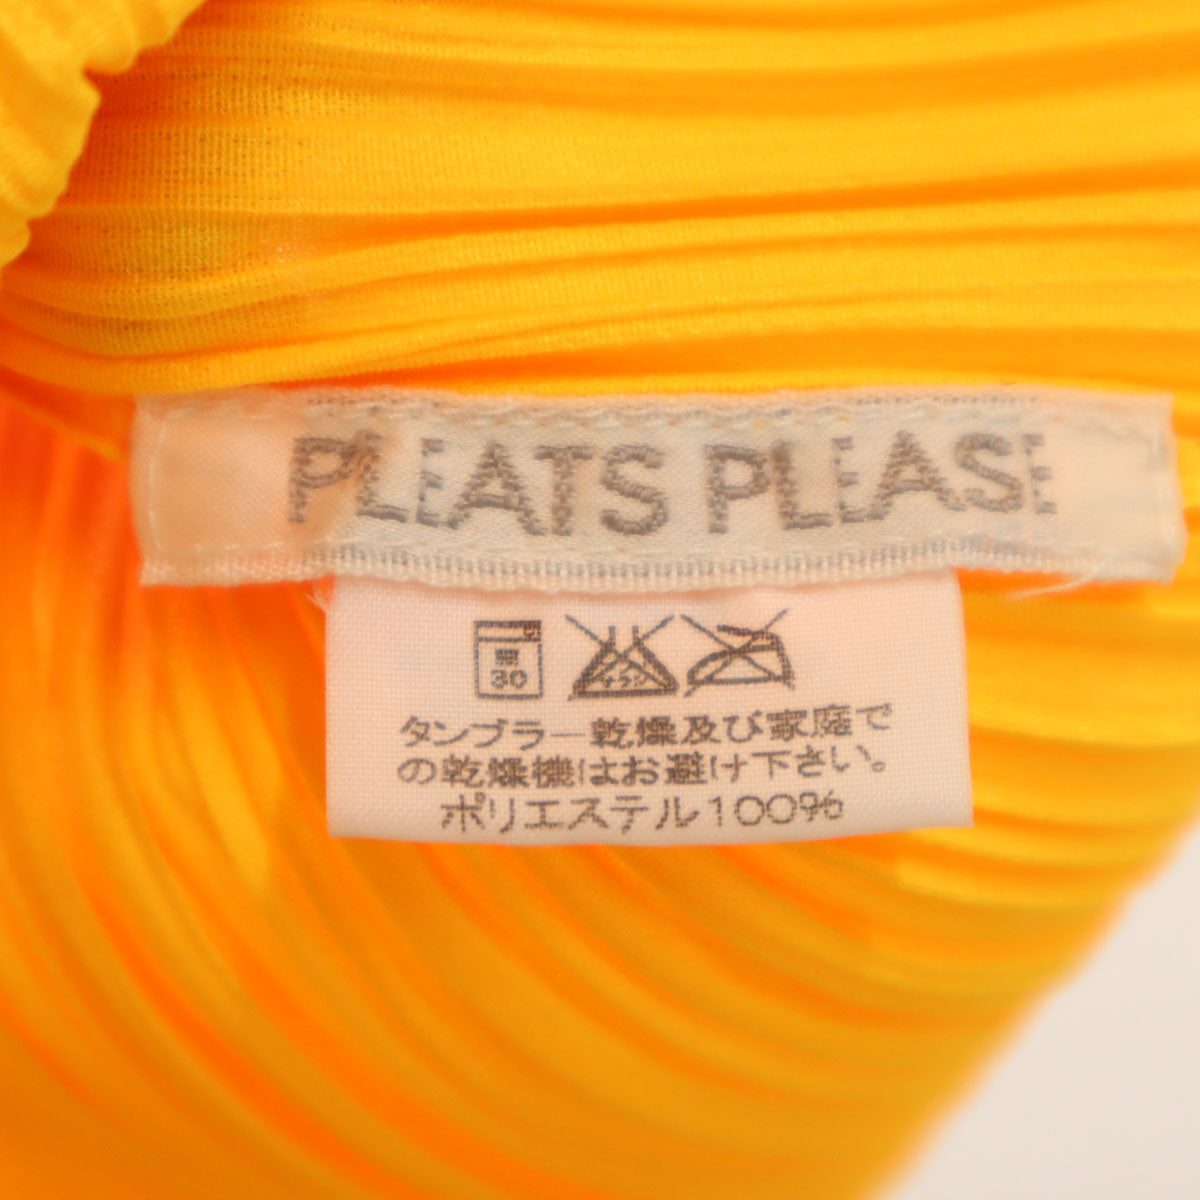 PLEATS PLEASE
30
タンブラー乾燥及び家庭で
の乾燥機はお避け下さい。
ポリエステル100%